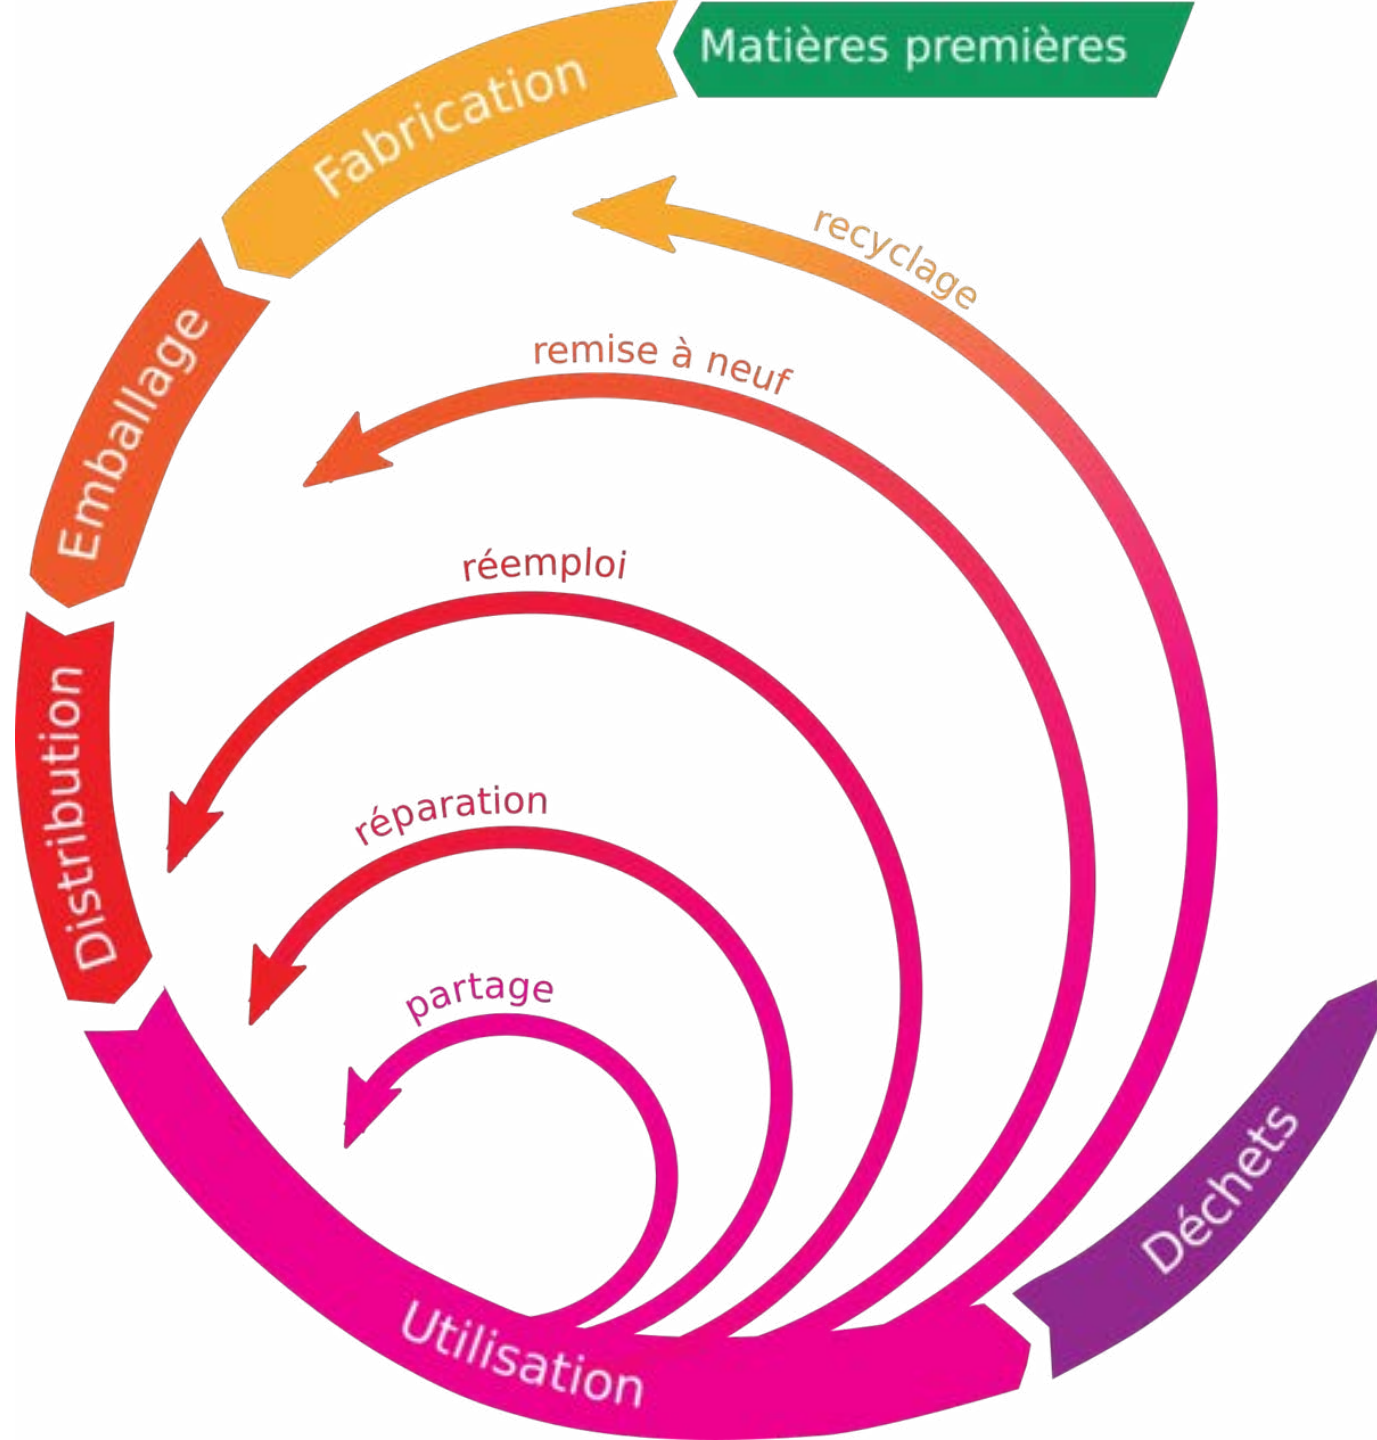 Matières premières
Fabrication
recyclage
remise à neuf
Emballage
réemploi
Distribution
réparation
partage
Déchets
Utilisation